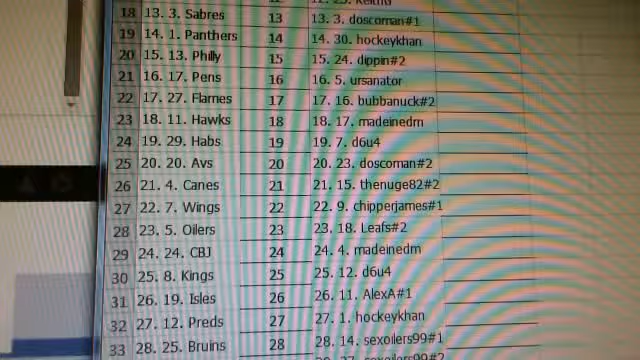 18 13. 3. Sabres 13 13. 3. doscoman#1
19 14. 1. Panthers 14 14. 30. hockeykhan
20 15. 13. Philly 15 15. 24. dippin#2
21 16. 17. Pens 16 16. 5. ursanator
22 17. 27. Flames 17 17. 16. bubbanuck#2
23 18. 11. Hawks 18 18. 17. madeinedm
24 19. 29. Habs 19 19. 7. d6u4
25 20. 20. Avs 20 20. 23. doscoman#2
26 21. 4. Canes 21 21. 15. thenuge82#2
27 22. 7. Wings 22 22. 9. chipperjames#1
28 23. 5. Oilers 23 23. 18. Leafs#2
29 24. 24. CBJ 24 24. 4. madeinedm
30 25. 8. Kings 25 25. 12. d6u4
31 26. 19. Isles 26 26. 11. AlexA#1
32 27. 12. Preds 27 27. 1. hockeykhan
33 28. 25. Bruins 28 28. 14. sexoilers99#1
sexoilers99#2